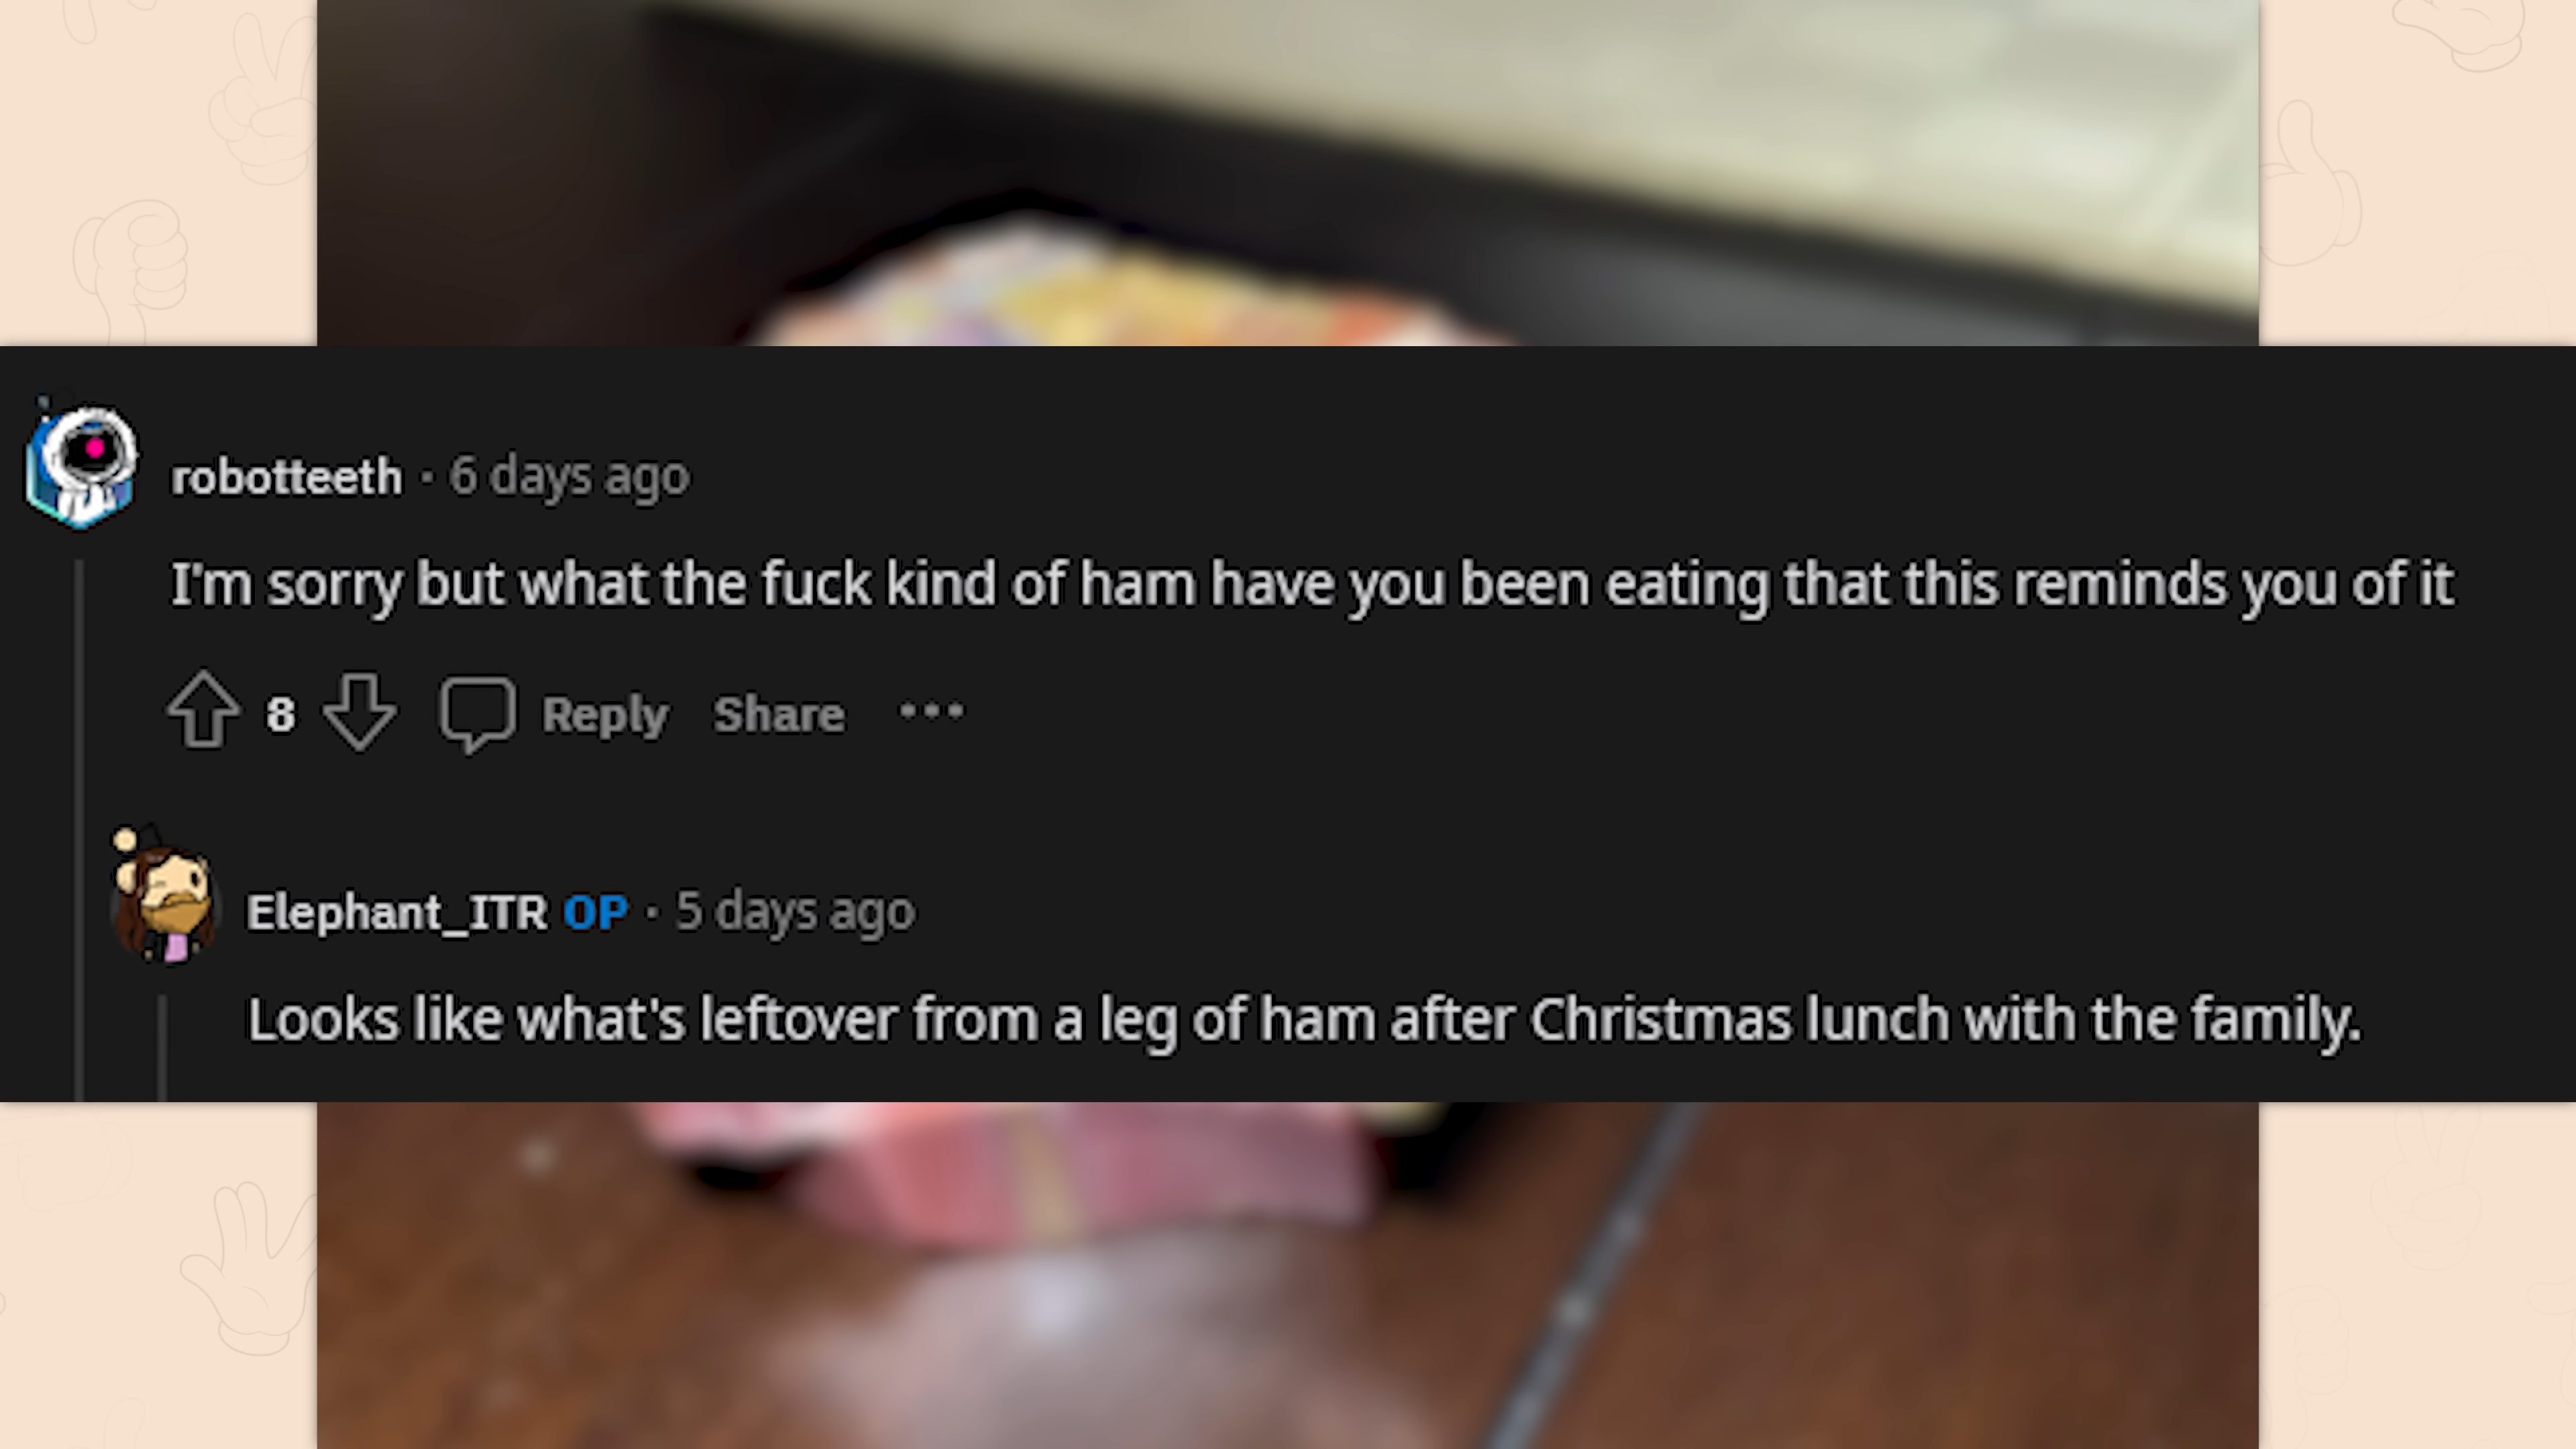 robotteeth · 6 days ago
I'm sorry but what the fuck kind of ham have you been eating that this reminds you of it
8 Reply Share ···
Elephant_ITR OP · 5 days ago
Looks like what's leftover from a leg of ham after Christmas lunch with the family.